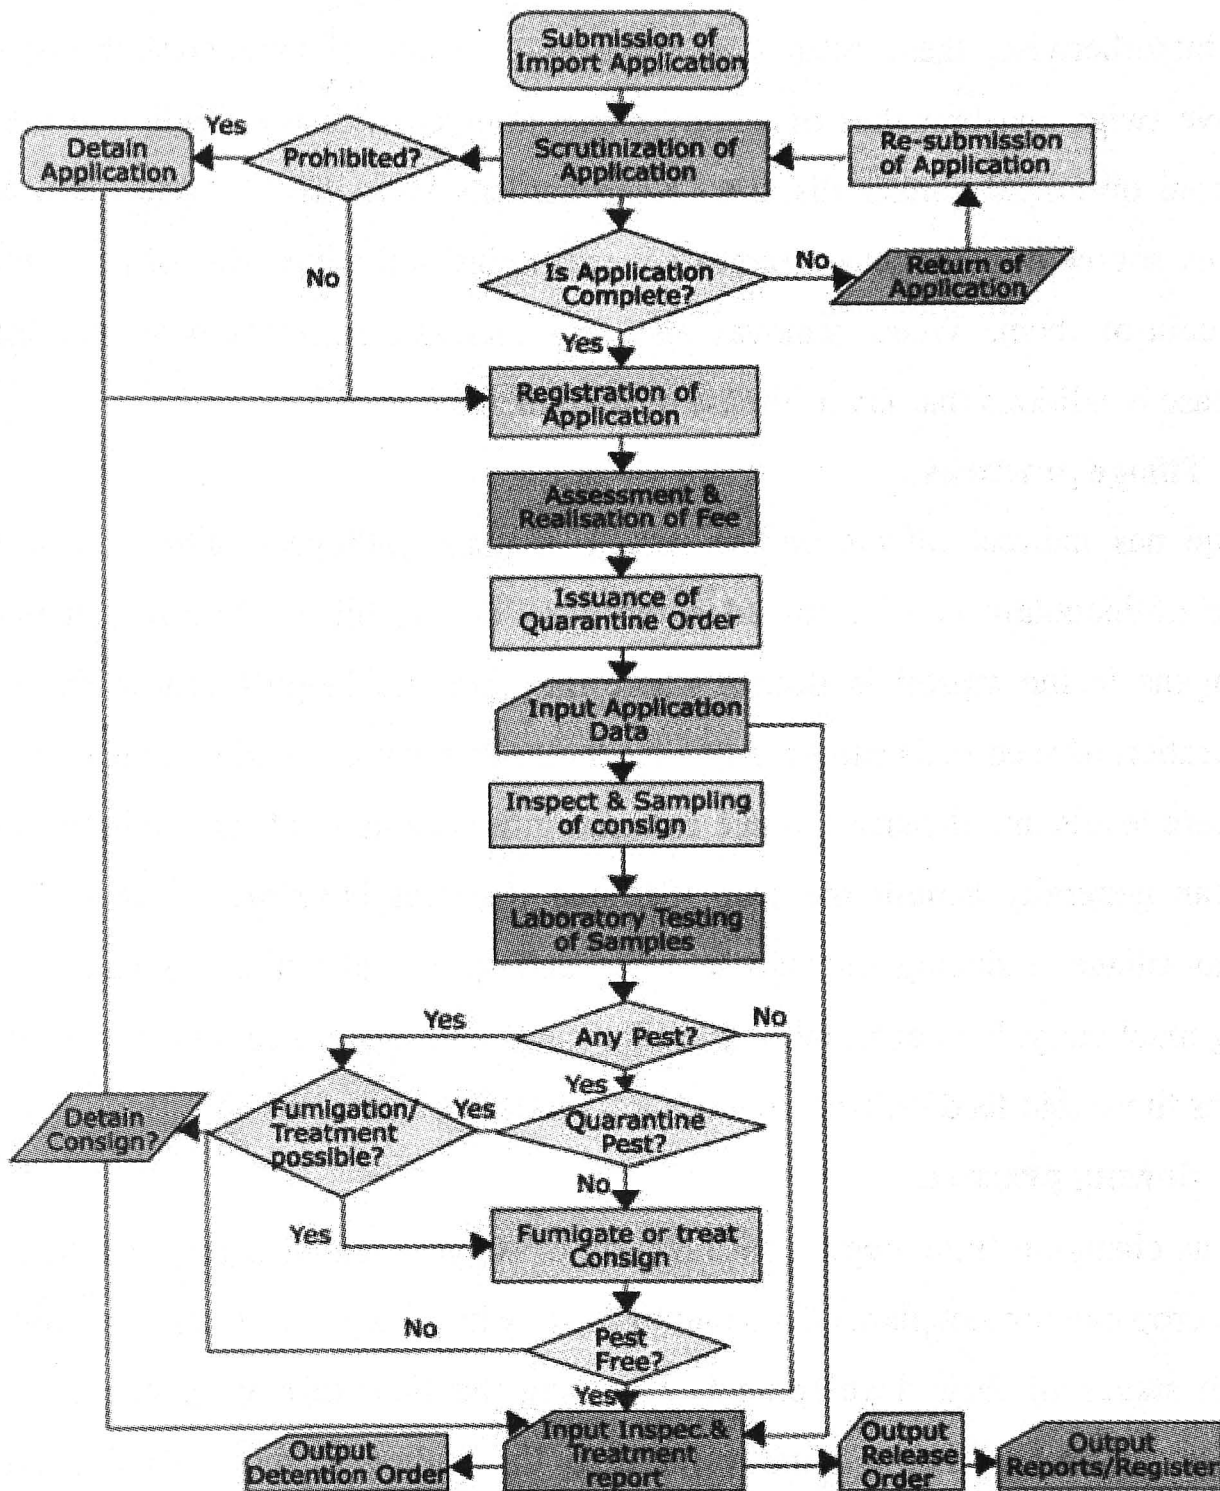 Submission of
Import Application
Yes
Detain
Application
Prohibited?
Scrutinization of
Application
Re-submission
of Application
No
Is Application
Complete?
No
Return of
Application
Yes
Registration of
Application
Assessment &
Realisation of Fee
Issuance of
Quarantine Order
Input Application
Data
Inspect & Sampling
of consign
Laboratory Testing
of Samples
Yes
Any Pest?
No
Yes
Detain
Consign?
Fumigation/
Treatment
possible?
Yes
Quarantine
Pest?
No
Yes
Fumigate or treat
Consign
No
Pest
Free?
Yes
Output
Detention Order
Input Inspec.&
Treatment
report
Output
Release
Order
Output
Reports/Register